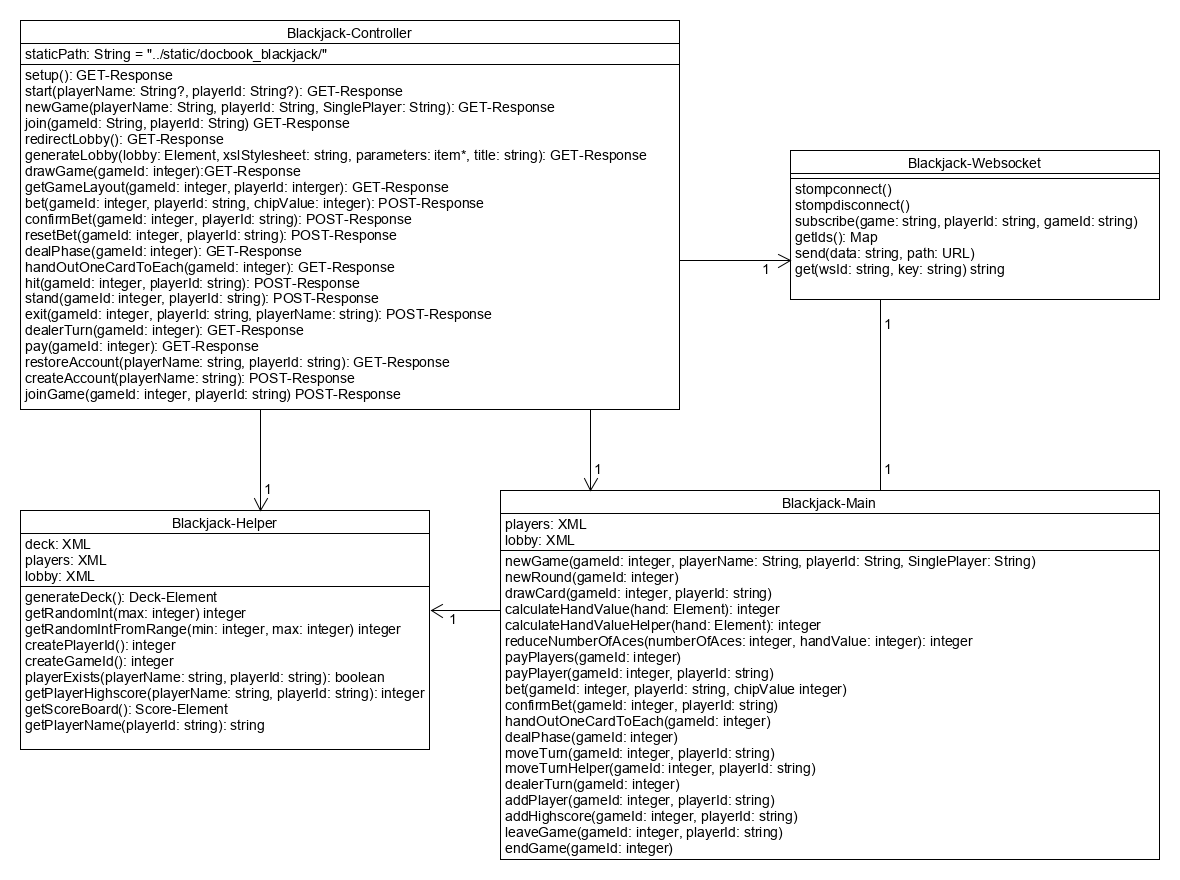 Blackjack-Controller
staticPath: String = "../static/docbook_blackjack/"
setup(): GET-Response
start(playerName: String?, playerId: String?): GET-Response
newGame(playerName: String, playerId: String, SinglePlayer: String): GET-Response
join(gameId: String, playerId: String) GET-Response
redirectLobby(): GET-Response
generateLobby(lobby: Element, xslStylesheet: string, parameters: item*, title: string): GET-Response
drawGame(gameId: integer):GET-Response
getGameLayout(gameId: integer, playerId: interger): GET-Response
bet(gameId: integer, playerId: string, chipValue: integer): POST-Response
confirmBet(gameId: integer, playerId: string): POST-Response
resetBet(gameId: integer, playerId: string): POST-Response
dealPhase(gameId: integer): GET-Response
handOutOneCardToEach(gameId: integer): GET-Response
hit(gameId: integer, playerId: string): POST-Response
stand(gameId: integer, playerId: string): POST-Response
exit(gameId: integer, playerId: string, playerName: string): POST-Response
dealerTurn(gameId: integer): GET-Response
pay(gameId: integer): GET-Response
restoreAccount(playerName: string, playerId: string): GET-Response
createAccount(playerName: string): POST-Response
joinGame(gameId: integer, playerId: string) POST-Response
1
Blackjack-Websocket
stompconnect()
stompdisconnect()
subscribe(game: string, playerId: string, gameId: string)
getIds(): Map
send(data: string, path: URL)
get(wsId: string, key: string) string
1
1
1
1
Blackjack-Helper
deck: XML
players: XML
lobby: XML
generateDeck(): Deck-Element
getRandomInt(max: integer) integer
getRandomIntFromRange(min: integer, max: integer) integer
createPlayerId(): integer
createGameId(): integer
playerExists(playerName: string, playerId: string): boolean
getPlayerHighscore(playerName: string, playerId: string): integer
getScoreBoard(): Score-Element
getPlayerName(playerId: string): string
1
Blackjack-Main
players: XML
lobby: XML
newGame(gameId: integer, playerName: String, playerId: String, SinglePlayer: String)
newRound(gameId: integer)
drawCard(gameId: integer, playerId: string)
calculateHandValue(hand: Element): integer
calculateHandValueHelper(hand: Element): integer
reduceNumberOfAces(numberOfAces: integer, handValue: integer): integer
payPlayers(gameId: integer)
payPlayer(gameId: integer, playerId: string)
bet(gameId: integer, playerId: string, chipValue integer)
confirmBet(gameId: integer, playerId: string)
handOutOneCardToEach(gameId: integer)
dealPhase(gameId: integer)
moveTurn(gameId: integer, playerId: string)
moveTurnHelper(gameId: integer, playerId: string)
dealerTurn(gameId: integer)
addPlayer(gameId: integer, playerId: string)
addHighscore(gameId: integer, playerId: string)
leaveGame(gameId: integer, playerId: string)
endGame(gameId: integer)